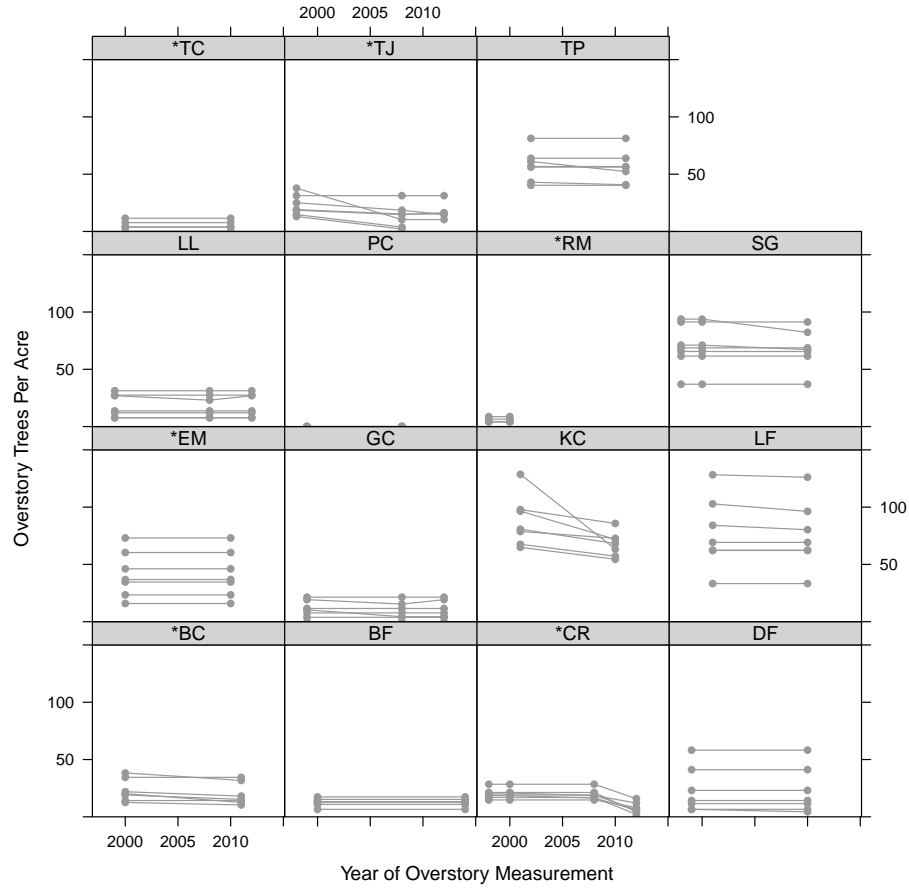 2000 2005 2010
*TC *TJ TP
100
50
LL PC *RM SG
100
50
*EM GC KC LF
100
50
*BC BF *CR DF
100
50
2000 2005 2010 2000 2005 2010
Overstory Trees Per Acre
Year of Overstory Measurement